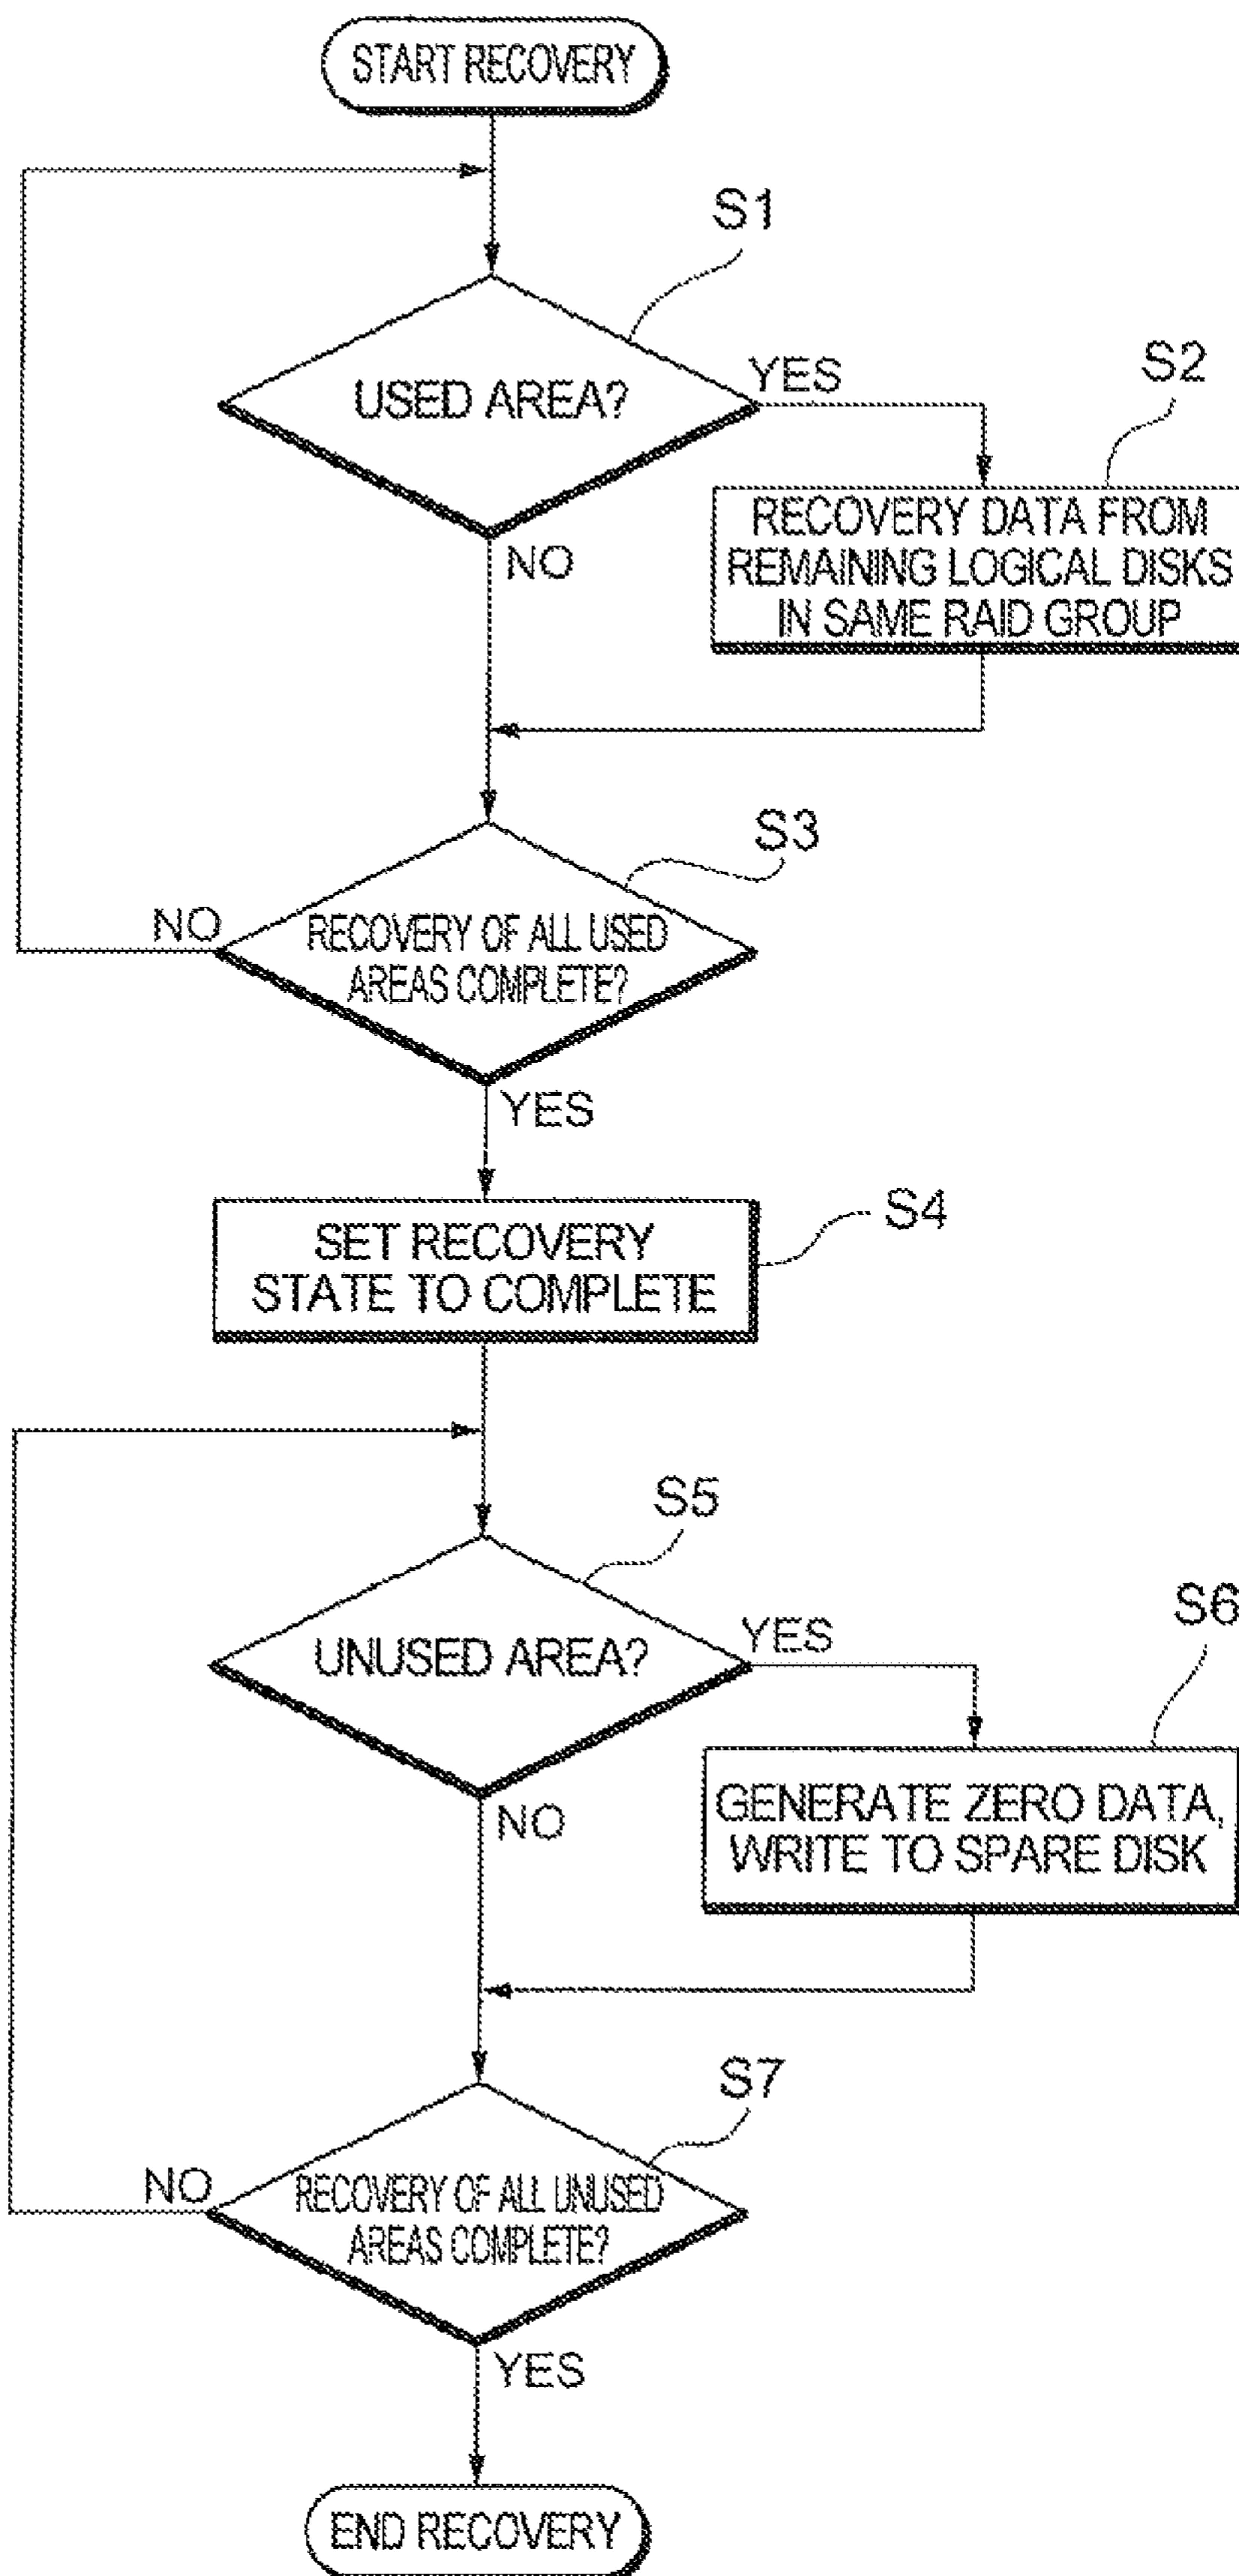 START RECOVERY
S1
USED AREA?
YES
S2
RECOVERY DATA FROM
REMAINING LOGICAL DISKS
IN SAME RAID GROUP
NO
S3
NO
RECOVERY OF ALL USED
AREAS COMPLETE?
YES
SET RECOVERY
STATE TO COMPLETE
S4
S5
UNUSED AREA?
YES
S6
GENERATE ZERO DATA,
WRITE TO SPARE DISK
NO
S7
NO
RECOVERY OF ALL UNUSED
AREAS COMPLETE?
YES
END RECOVERY